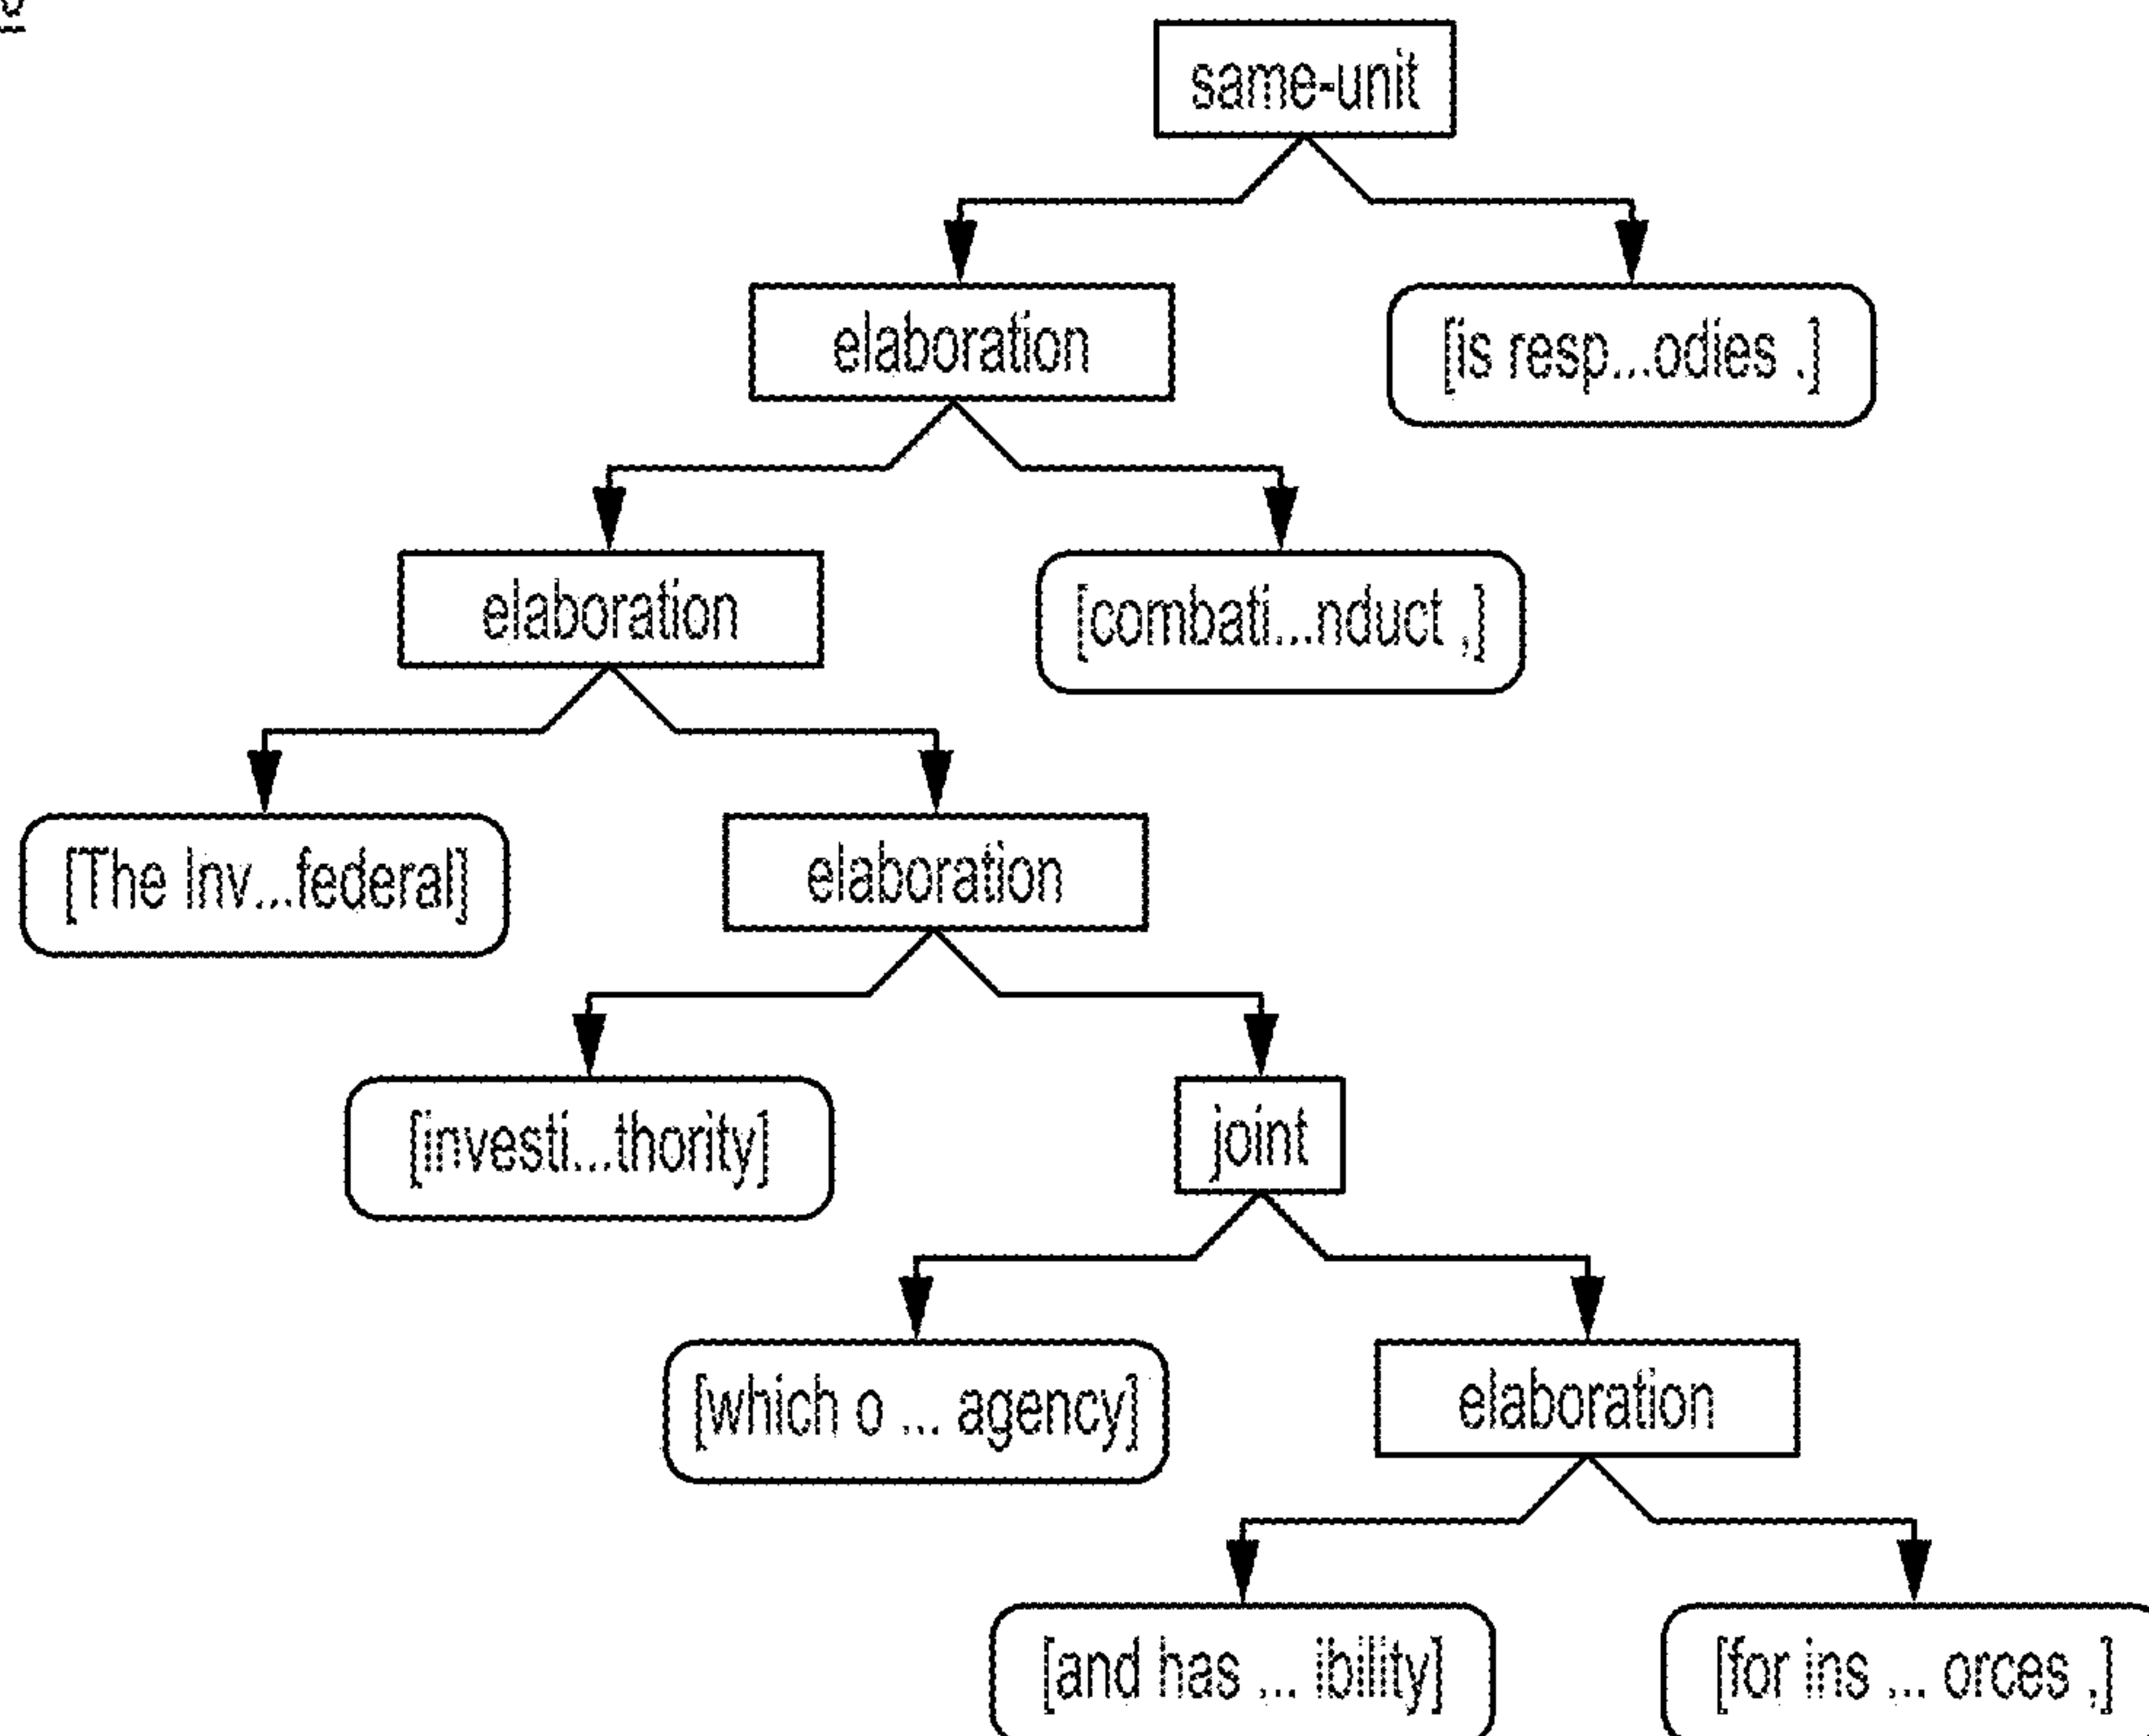 same-unit
elaboration
[is resp...odies .]
elaboration
[combati...nduct ,]
[The Inv...federal]
elaboration
[investi...thority]
joint
[which o ... agency]
elaboration
[and has ... ibility]
[for ins ... orces ,]